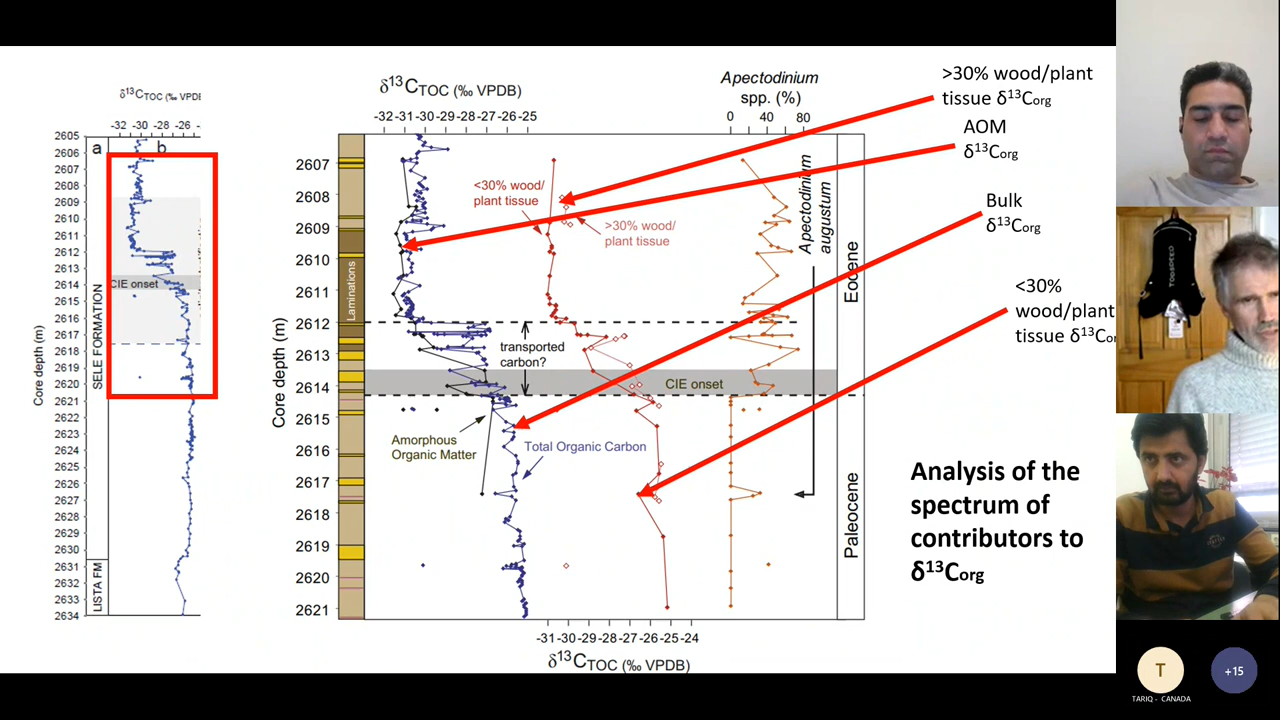 δ¹³CTOC (‰ VPDB)
-32 -30 -28 -26
2605
2606
2607
2608
2609
2610
2611
2612
2613
2614
2615
2616
2617
2618
2619
2620
2621
2622
2623
2624
2625
2626
2627
2628
2629
2630
2631
2632
2633
2634
Core depth (m)
a
b
CIE onset
SELE FORMATION
LISTA FM
δ¹³CTOC (‰ VPDB)
-32 -31 -30 -29 -28 -27 -26 -25
Apectodinium
spp. (%)
0 40 80
2607
2608
2609
2610
2611
2612
2613
2614
2615
2616
2617
2618
2619
2620
2621
Core depth (m)
Laminations
<30% wood/
plant tissue
>30% wood/
plant tissue
transported
carbon?
CIE onset
Amorphous
Organic Matter
Total Organic Carbon
Apectodinium
augustum
Eocene
Paleocene
-31 -30 -29 -28 -27 -26 -25 -24
δ¹³CTOC (‰ VPDB)
>30% wood/plant
tissue δ¹³Corg
AOM
δ¹³Corg
Bulk
δ¹³Corg
<30%
wood/plant
tissue δ¹³Co
Analysis of the
spectrum of
contributors to
δ¹³Corg
T
TARIQ - CANADA
+15